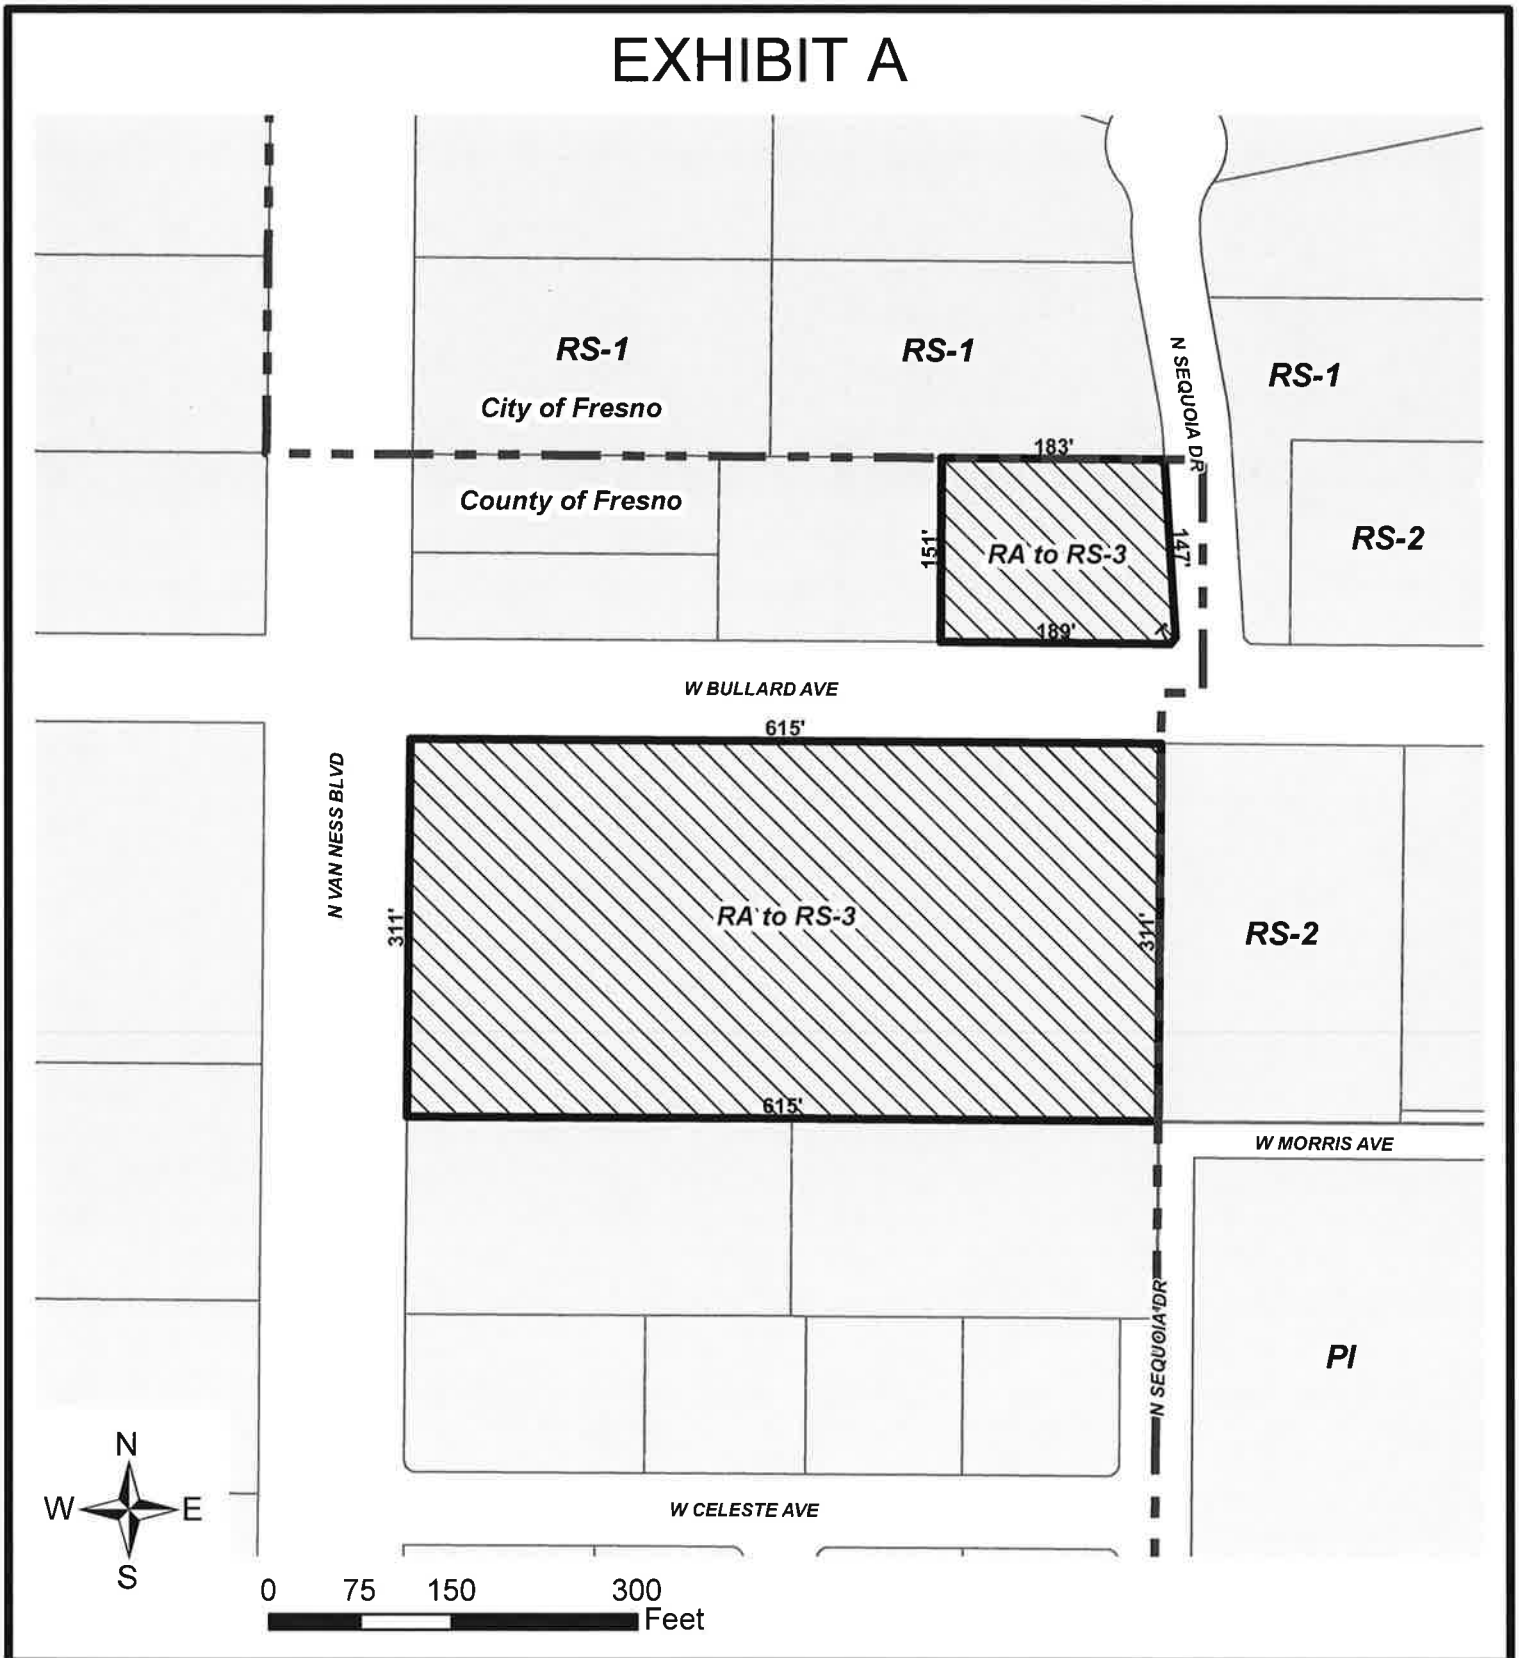 EXHIBIT A
RS-1
RS-1
RS-1
N SEQUOIA DR
City of Fresno
183'
County of Fresno
151'
RA to RS-3
147'
RS-2
189'
W BULLARD AVE
615'
N VAN NESS BLVD
311'
RA to RS-3
311'
RS-2
615'
W MORRIS AVE
N SEQUOIA DR
PI
N
W E
S
W CELESTE AVE
0 75 150 300
Feet